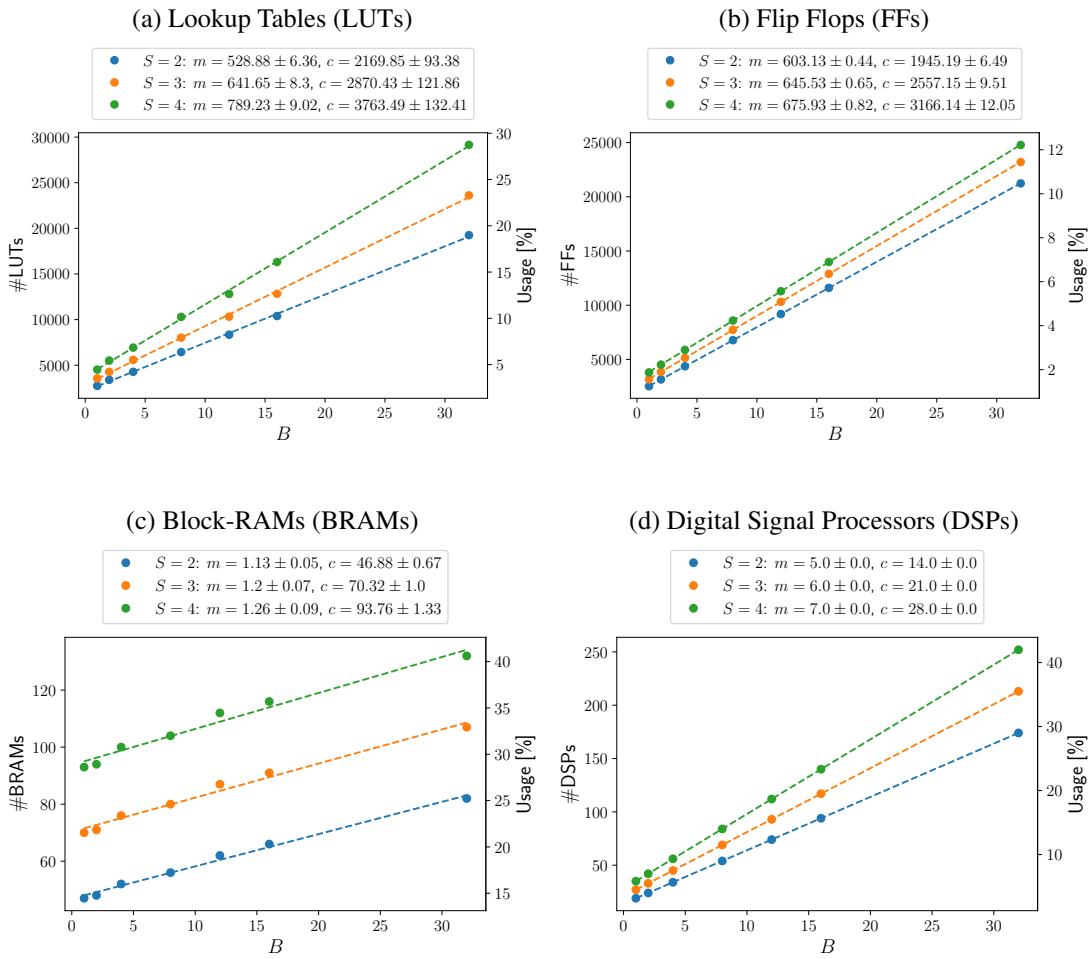 (a) Lookup Tables (LUTs)
S = 2: m = 528.88 ± 6.36, c = 2169.85 ± 93.38
S = 3: m = 641.65 ± 8.3, c = 2870.43 ± 121.86
S = 4: m = 789.23 ± 9.02, c = 3763.49 ± 132.41
30000
25000
20000
15000
10000
5000
#LUTs
30
25
20
15
10
5
Usage [%]
0 5 10 15 20 25 30
B
(b) Flip Flops (FFs)
S = 2: m = 603.13 ± 0.44, c = 1945.19 ± 6.49
S = 3: m = 645.53 ± 0.65, c = 2557.15 ± 9.51
S = 4: m = 675.93 ± 0.82, c = 3166.14 ± 12.05
25000
20000
15000
10000
5000
#FFs
12
10
8
6
4
2
Usage [%]
0 5 10 15 20 25 30
B
(c) Block-RAMs (BRAMs)
S = 2: m = 1.13 ± 0.05, c = 46.88 ± 0.67
S = 3: m = 1.2 ± 0.07, c = 70.32 ± 1.0
S = 4: m = 1.26 ± 0.09, c = 93.76 ± 1.33
120
100
80
60
#BRAMs
40
35
30
25
20
15
Usage [%]
0 5 10 15 20 25 30
B
(d) Digital Signal Processors (DSPs)
S = 2: m = 5.0 ± 0.0, c = 14.0 ± 0.0
S = 3: m = 6.0 ± 0.0, c = 21.0 ± 0.0
S = 4: m = 7.0 ± 0.0, c = 28.0 ± 0.0
250
200
150
100
50
#DSPs
40
30
20
10
Usage [%]
0 5 10 15 20 25 30
B